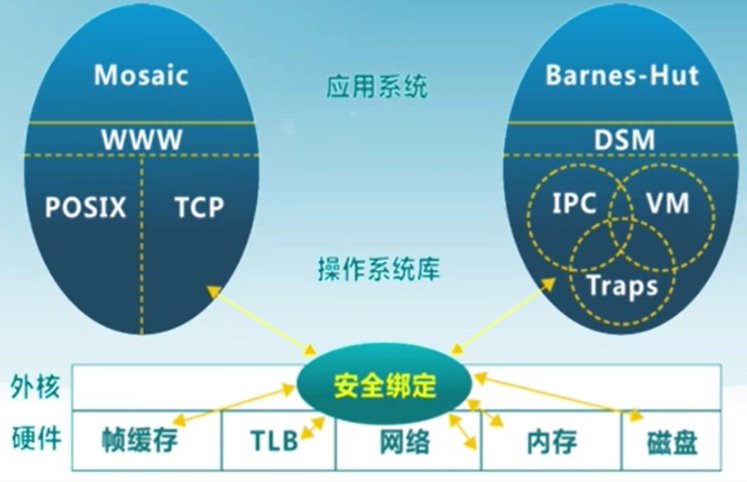 Mosaic
应用系统
Barnes-Hut
WWW
DSM
POSIX
TCP
IPC
VM
操作系统库
Traps
外核
安全绑定
硬件
帧缓存
TLB
网络
内存
磁盘